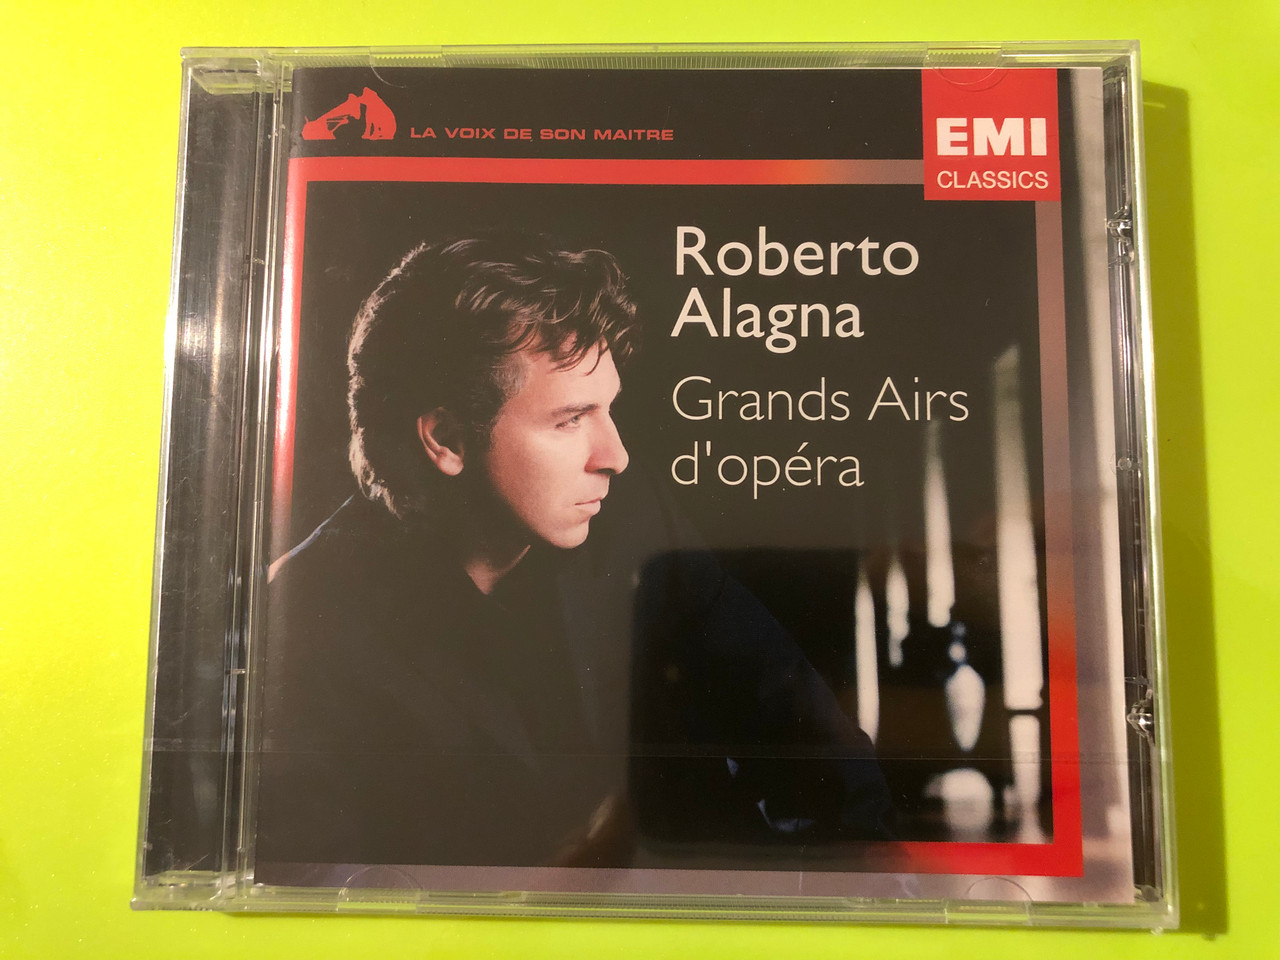 LA VOIX DE SON MAITRE
EMI
CLASSICS
Roberto
Alagna
Grands Airs
d'opéra